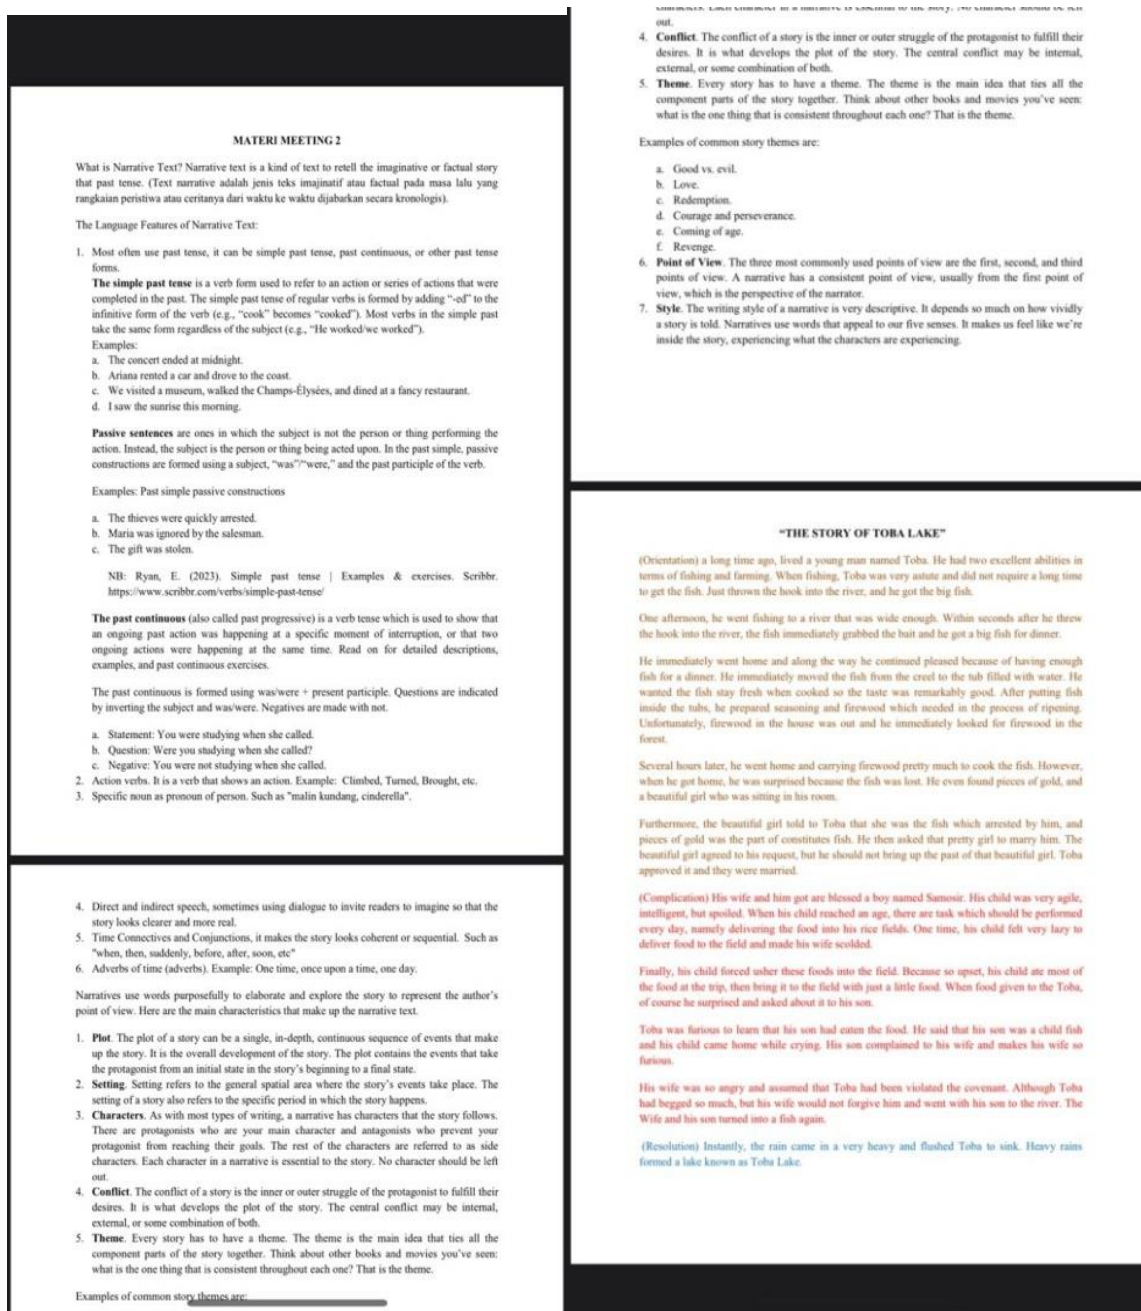 MATERI MEETING 2
What is Narrative Text? Narrative text is a kind of text to retell the imaginative or factual story
that past tense. (Text narrative adalah jenis teks imajinatif atau factual pada masa lalu yang
rangkaian peristiwa atau ceritanya dari waktu ke waktu dijabarkan secara kronologis).
The Language Features of Narrative Text:
1. Most often use past tense, it can be simple past tense, past continuous, or other past tense
forms.
The simple past tense is a verb form used to refer to an action or series of actions that were
completed in the past. The simple past tense of regular verbs is formed by adding “-ed” to the
infinitive form of the verb (e.g., “cook” becomes “cooked”). Most verbs in the simple past
take the same form regardless of the subject (e.g., “He worked/we worked”).
Examples:
a. The concert ended at midnight.
b. Ariana rented a car and drove to the coast.
c. We visited a museum, walked the Champs-Élysées, and dined at a fancy restaurant.
d. I saw the sunrise this morning.
Passive sentences are ones in which the subject is not the person or thing performing the
action. Instead, the subject is the person or thing being acted upon. In the past simple, passive
constructions are formed using a subject, “was”/“were,” and the past participle of the verb.
Examples: Past simple passive constructions
a. The thieves were quickly arrested.
b. Maria was ignored by the salesman.
c. The gift was stolen.
NB: Ryan, E. (2023). Simple past tense | Examples & exercises. Scribbr.
https://www.scribbr.com/verbs/simple-past-tense/
The past continuous (also called past progressive) is a verb tense which is used to show that
an ongoing past action was happening at a specific moment of interruption, or that two
ongoing actions were happening at the same time. Read on for detailed descriptions,
examples, and past continuous exercises.
The past continuous is formed using was/were + present participle. Questions are indicated
by inverting the subject and was/were. Negatives are made with not.
a. Statement: You were studying when she called.
b. Question: Were you studying when she called?
c. Negative: You were not studying when she called.
2. Action verbs. It is a verb that shows an action. Example: Climbed, Turned, Brought, etc.
3. Specific noun as pronoun of person. Such as "malin kundang, cinderella".
4. Direct and indirect speech, sometimes using dialogue to invite readers to imagine so that the
story looks clearer and more real.
5. Time Connectives and Conjunctions, it makes the story looks coherent or sequential. Such as
"when, then, suddenly, before, after, soon, etc"
6. Adverbs of time (adverbs). Example: One time, once upon a time, one day.
Narratives use words purposefully to elaborate and explore the story to represent the author’s
point of view. Here are the main characteristics that make up the narrative text.
1. Plot. The plot of a story can be a single, in-depth, continuous sequence of events that make
up the story. It is the overall development of the story. The plot contains the events that take
the protagonist from an initial state in the story’s beginning to a final state.
2. Setting. Setting refers to the general spatial area where the story’s events take place. The
setting of a story also refers to the specific period in which the story happens.
3. Characters. As with most types of writing, a narrative has characters that the story follows.
There are protagonists who are your main character and antagonists who prevent your
protagonist from reaching their goals. The rest of the characters are referred to as side
characters. Each character in a narrative is essential to the story. No character should be left
out.
4. Conflict. The conflict of a story is the inner or outer struggle of the protagonist to fulfill their
desires. It is what develops the plot of the story. The central conflict may be internal,
external, or some combination of both.
5. Theme. Every story has to have a theme. The theme is the main idea that ties all the
component parts of the story together. Think about other books and movies you’ve seen:
what is the one thing that is consistent throughout each one? That is the theme.
Examples of common story themes are:
characters. Each character in a narrative is essential to the story. No character should be left
out.
4. Conflict. The conflict of a story is the inner or outer struggle of the protagonist to fulfill their
desires. It is what develops the plot of the story. The central conflict may be internal,
external, or some combination of both.
5. Theme. Every story has to have a theme. The theme is the main idea that ties all the
component parts of the story together. Think about other books and movies you’ve seen:
what is the one thing that is consistent throughout each one? That is the theme.
Examples of common story themes are:
a. Good vs. evil.
b. Love.
c. Redemption.
d. Courage and perseverance.
e. Coming of age.
f. Revenge.
6. Point of View. The three most commonly used points of view are the first, second, and third
points of view. A narrative has a consistent point of view, usually from the first point of
view, which is the perspective of the narrator.
7. Style. The writing style of a narrative is very descriptive. It depends so much on how vividly
a story is told. Narratives use words that appeal to our five senses. It makes us feel like we’re
inside the story, experiencing what the characters are experiencing.
“THE STORY OF TOBA LAKE”
(Orientation) a long time ago, lived a young man named Toba. He had two excellent abilities in
terms of fishing and farming. When fishing, Toba was very astute and did not require a long time
to get the fish. Just thrown the hook into the river, and he got the big fish.
One afternoon, he went fishing to a river that was wide enough. Within seconds after he threw
the hook into the river, the fish immediately grabbed the bait and he got a big fish for dinner.
He immediately went home and along the way he continued pleased because of having enough
fish for a dinner. He immediately moved the fish from the creel to the tub filled with water. He
wanted the fish stay fresh when cooked so the taste was remarkably good. After putting fish
inside the tubs, he prepared seasoning and firewood which needed in the process of ripening.
Unfortunately, firewood in the house was out and he immediately looked for firewood in the
forest.
Several hours later, he went home and carrying firewood pretty much to cook the fish. However,
when he got home, he was surprised because the fish was lost. He even found pieces of gold, and
a beautiful girl who was sitting in his room.
Furthermore, the beautiful girl told to Toba that she was the fish which arrested by him, and
pieces of gold was the part of constitutes fish. He then asked that pretty girl to marry him. The
beautiful girl agreed to his request, but he should not bring up the past of that beautiful girl. Toba
approved it and they were married.
(Complication) His wife and him got are blessed a boy named Samosir. His child was very agile,
intelligent, but spoiled. When his child reached an age, there are task which should be performed
every day, namely delivering the food into his rice fields. One time, his child felt very lazy to
deliver food to the field and made his wife scolded.
Finally, his child forced usher these foods into the field. Because so upset, his child ate most of
the food at the trip, then bring it to the field with just a little food. When food given to the Toba,
of course he surprised and asked about it to his son.
Toba was furious to learn that his son had eaten the food. He said that his son was a child fish
and his child came home while crying. His son complained to his wife and makes his wife so
furious.
His wife was so angry and assumed that Toba had been violated the covenant. Although Toba
had begged so much, but his wife would not forgive him and went with his son to the river. The
Wife and his son turned into a fish again.
(Resolution) Instantly, the rain came in a very heavy and flushed Toba to sink. Heavy rains
formed a lake known as Toba Lake.